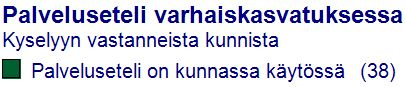 Palveluseteli varhaiskasvatuksessa
Kyselyyn vastanneista kunnista
Palveluseteli on kunnassa käytössä (38)